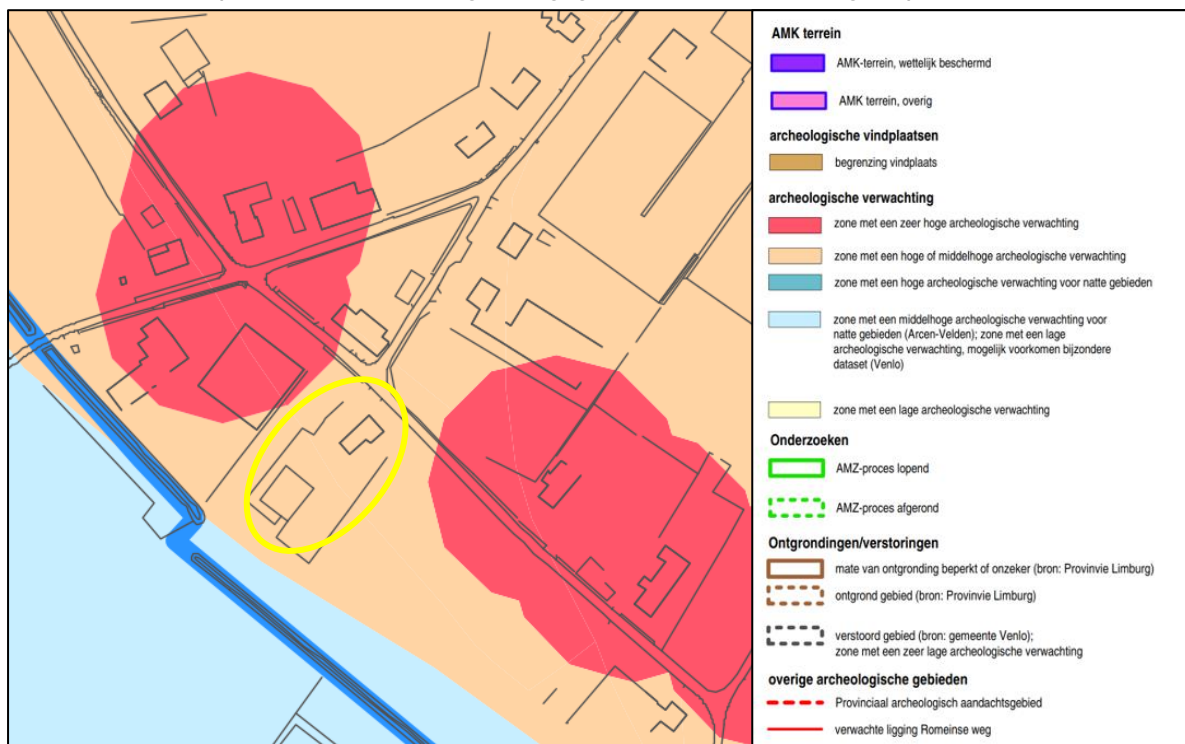 AMK terrein
AMK-terrein, wettelijk beschermd
AMK terrein, overig
archeologische vindplaatsen
begrenzing vindplaats
archeologische verwachting
zone met een zeer hoge archeologische verwachting
zone met een hoge of middelhoge archeologische verwachting
zone met een hoge archeologische verwachting voor natte gebieden
zone met een middelhoge archeologische verwachting voor
natte gebieden (Arcen-Velden); zone met een lage
archeologische verwachting, mogelijk voorkomen bijzondere
dataset (Venlo)
zone met een lage archeologische verwachting
Onderzoeken
AMZ-proces lopend
AMZ-proces afgerond
Ontgrondingen/verstoringen
mate van ontgronding beperkt of onzeker (bron: Provinvie Limburg)
ontgrond gebied (bron: Provinvie Limburg)
verstoord gebied (bron: gemeente Venlo);
zone met een zeer lage archeologische verwachting
overige archeologische gebieden
Provinciaal archeologisch aandachtsgebied
verwachte ligging Romeinse weg